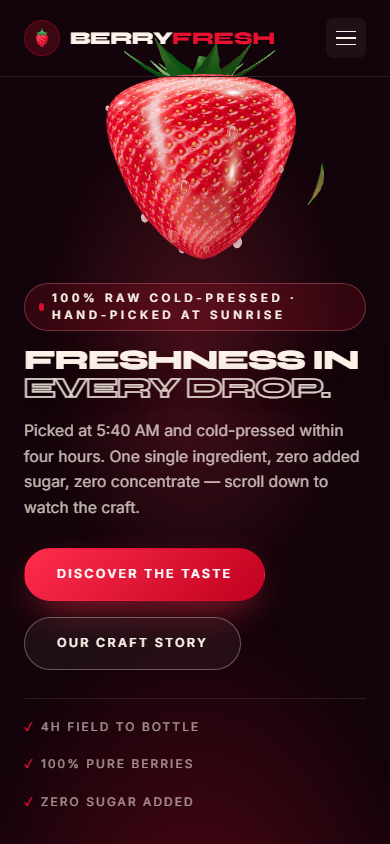 BERRYFRESH
100% RAW COLD-PRESSED ·
HAND-PICKED AT SUNRISE
FRESHNESS IN
EVERY DROP.
Picked at 5:40 AM and cold-pressed within
four hours. One single ingredient, zero added
sugar, zero concentrate — scroll down to
watch the craft.
DISCOVER THE TASTE
OUR CRAFT STORY
✓ 4H FIELD TO BOTTLE
✓ 100% PURE BERRIES
✓ ZERO SUGAR ADDED